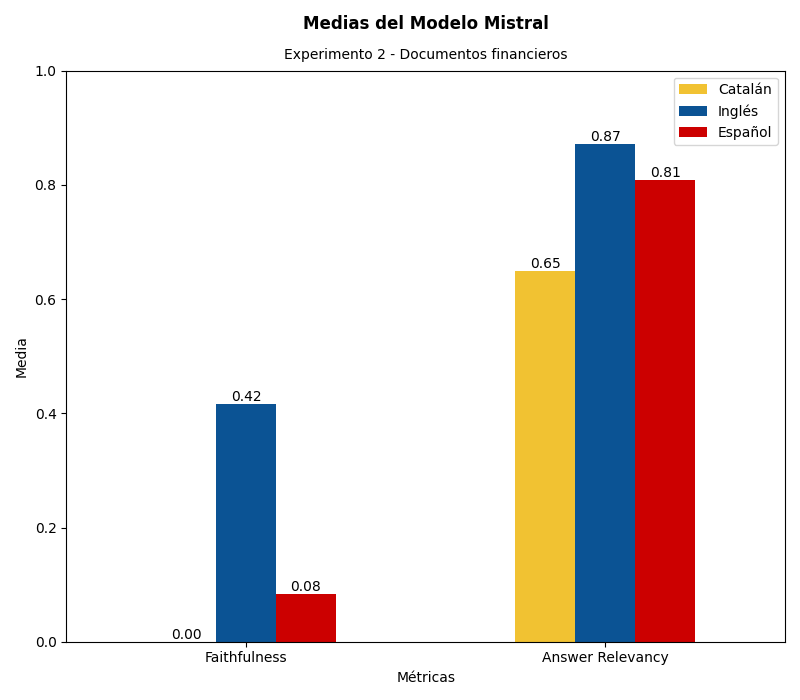 Medias del Modelo Mistral
Experimento 2 - Documentos financieros
Catalán
Inglés
Español
1.0
0.8
0.6
0.4
0.2
0.0
Media
0.00
0.42
0.08
0.65
0.87
0.81
Faithfulness
Answer Relevancy
Métricas